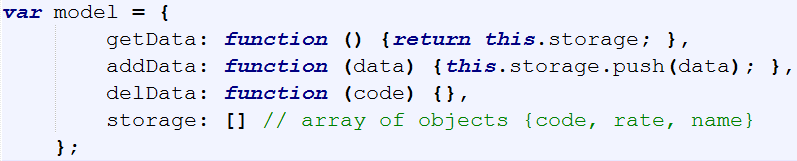 var model = {
getData: function () {return this.storage; },
addData: function (data) {this.storage.push(data); },
delData: function (code) {},
storage: [] // array of objects {code, rate, name}
};